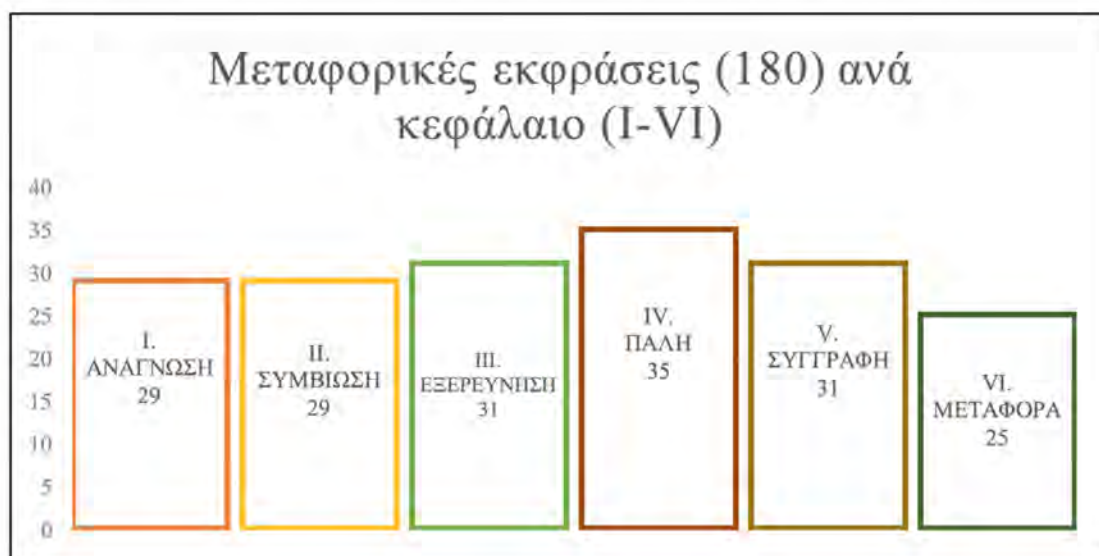 Μεταφορικές εκφράσεις (180) ανά
κεφάλαιο (I-VI)
40
35
30
25
20
15
10
5
0
I.
ΑΝΑΓΝΩΣΗ
29
II.
ΣΥΜΒΙΩΣΗ
29
III.
ΕΞΕΡΕΥΝΗΣΗ
31
IV.
ΠΑΛΗ
35
V.
ΣΥΓΓΡΑΦΗ
31
VI.
ΜΕΤΑΦΟΡΑ
25